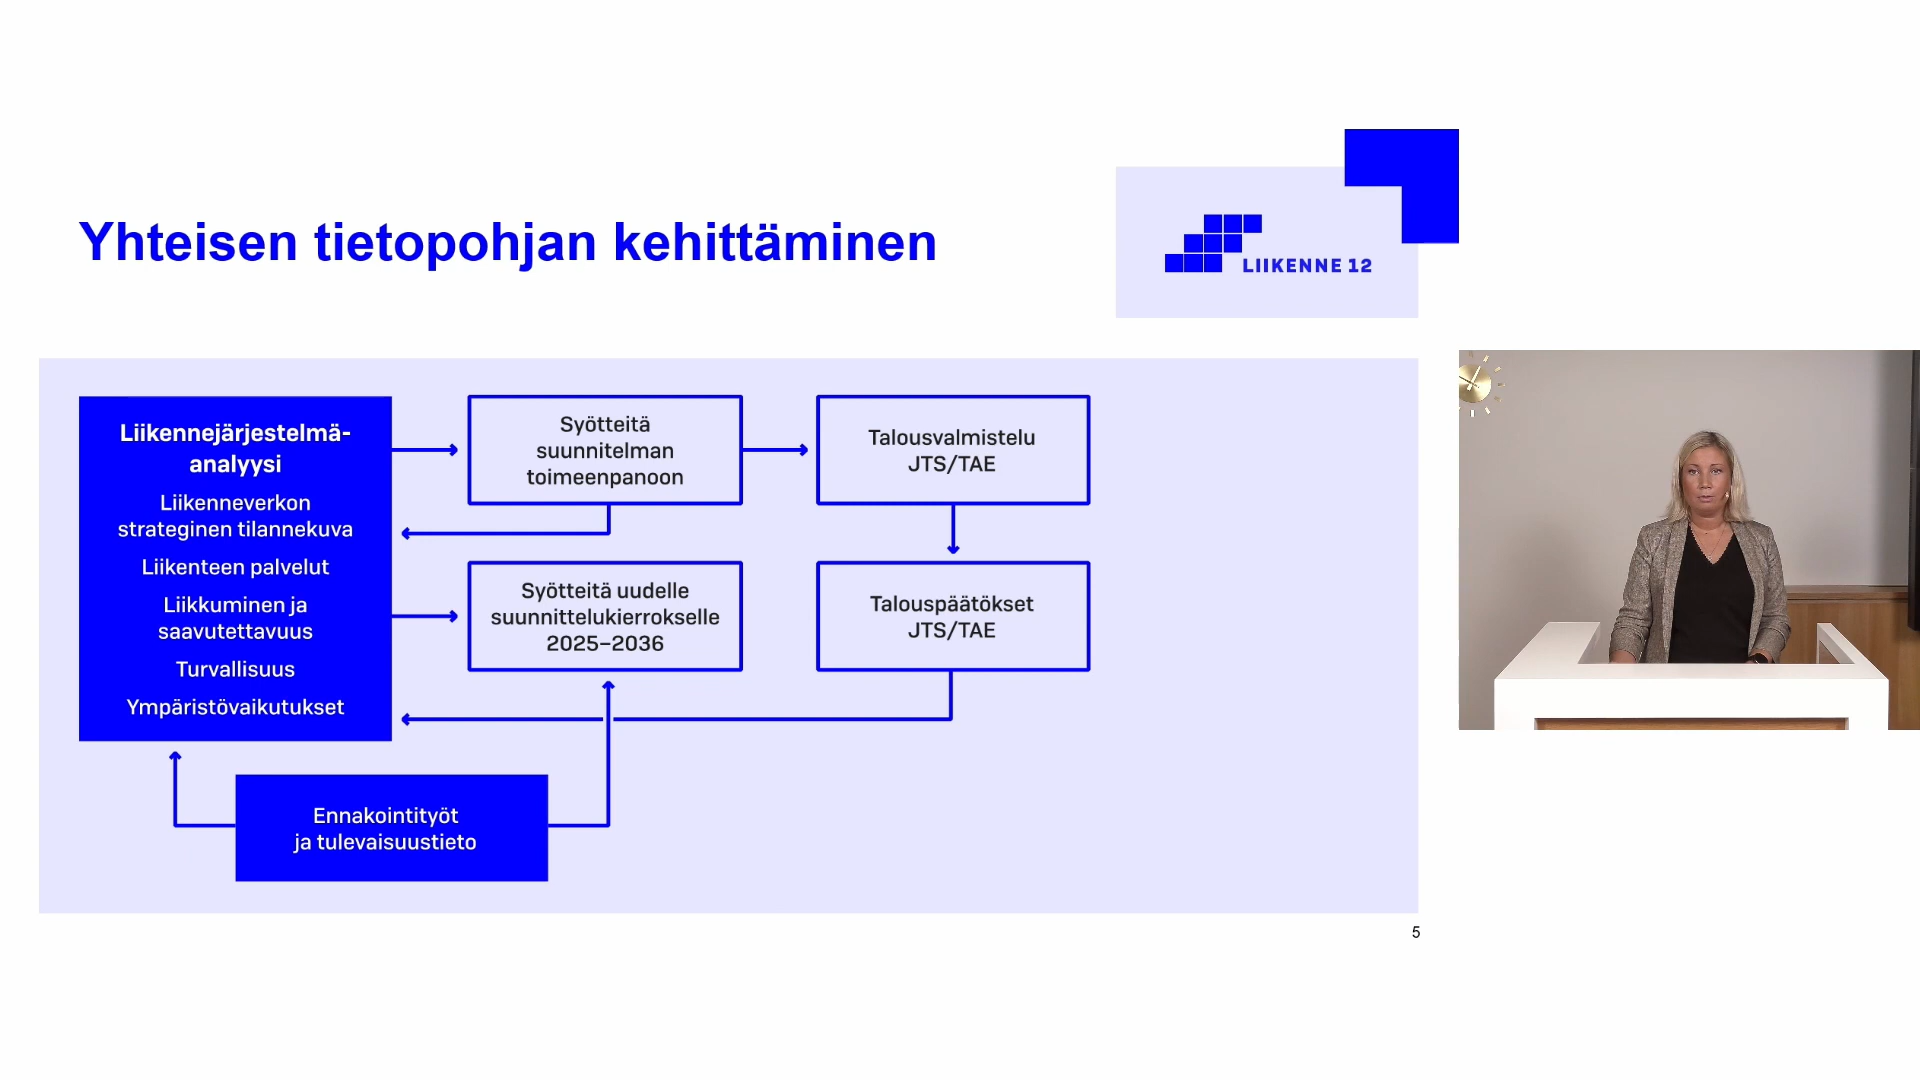 Yhteisen tietopohjan kehittäminen
LIIKENNE 12
Liikennejärjestelmä-
analyysi
Liikenneverkon
strateginen tilannekuva
Liikenteen palvelut
Liikkuminen ja
saavutettavuus
Turvallisuus
Ympäristövaikutukset
Syötteitä
suunnitelman
toimeenpanoon
Talousvalmistelu
JTS/TAE
Syötteitä uudelle
suunnittelukierrokselle
2025–2036
Talouspäätökset
JTS/TAE
Ennakointityöt
ja tulevaisuustieto
5